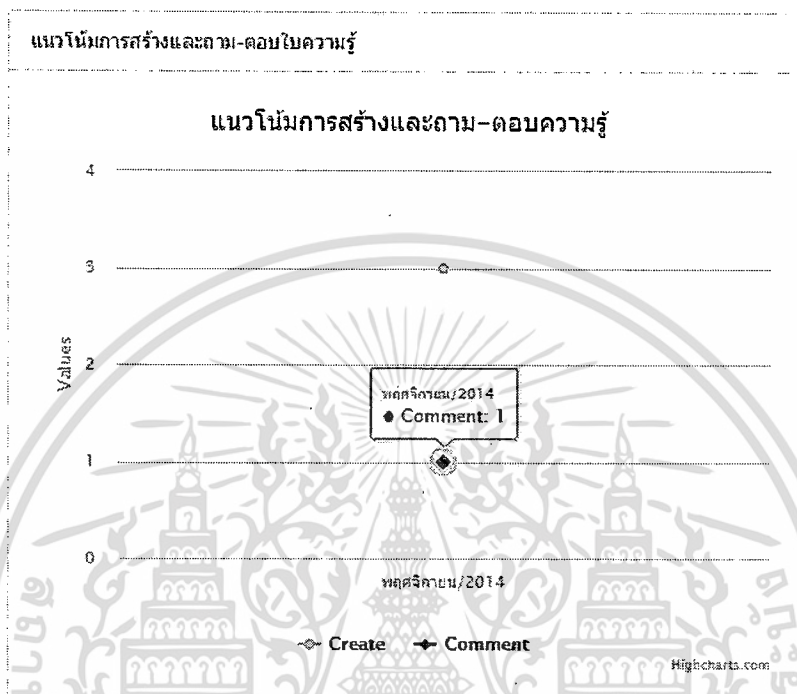 แนวโน้มการสร้างและถาม-ตอบใบความรู้
แนวโน้มการสร้างและถาม-ตอบความรู้
4
3
2
1
0
Values
พฤศจิกายน/2014
Comment: 1
พฤศจิกายน/2014
Create
Comment
Highcharts.com